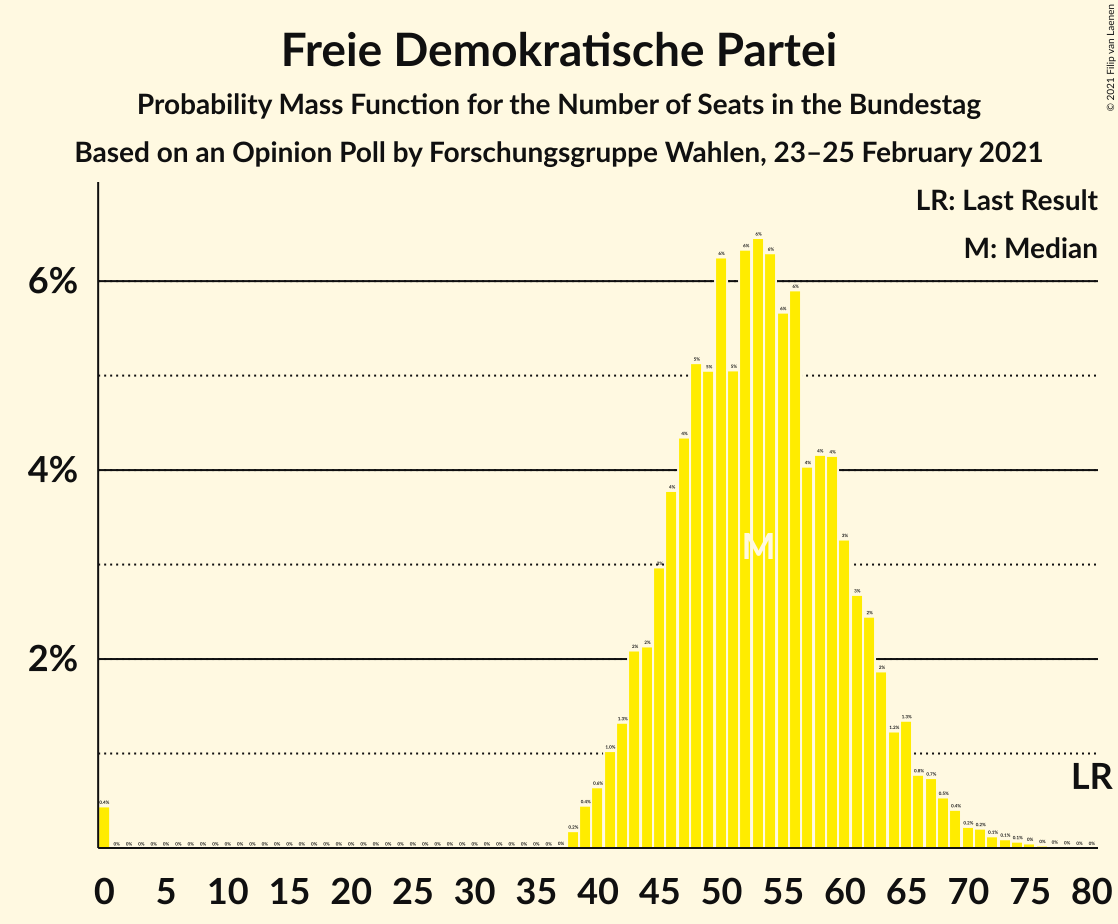 Freie Demokratische Partei
Probability Mass Function for the Number of Seats in the Bundestag
Based on an Opinion Poll by Forschungsgruppe Wahlen, 23–25 February 2021
© 2021 Filip van Laenen
LR: Last Result
M: Median
6%
4%
2%
M
LR
0 5 10 15 20 25 30 35 40 45 50 55 60 65 70 75 80